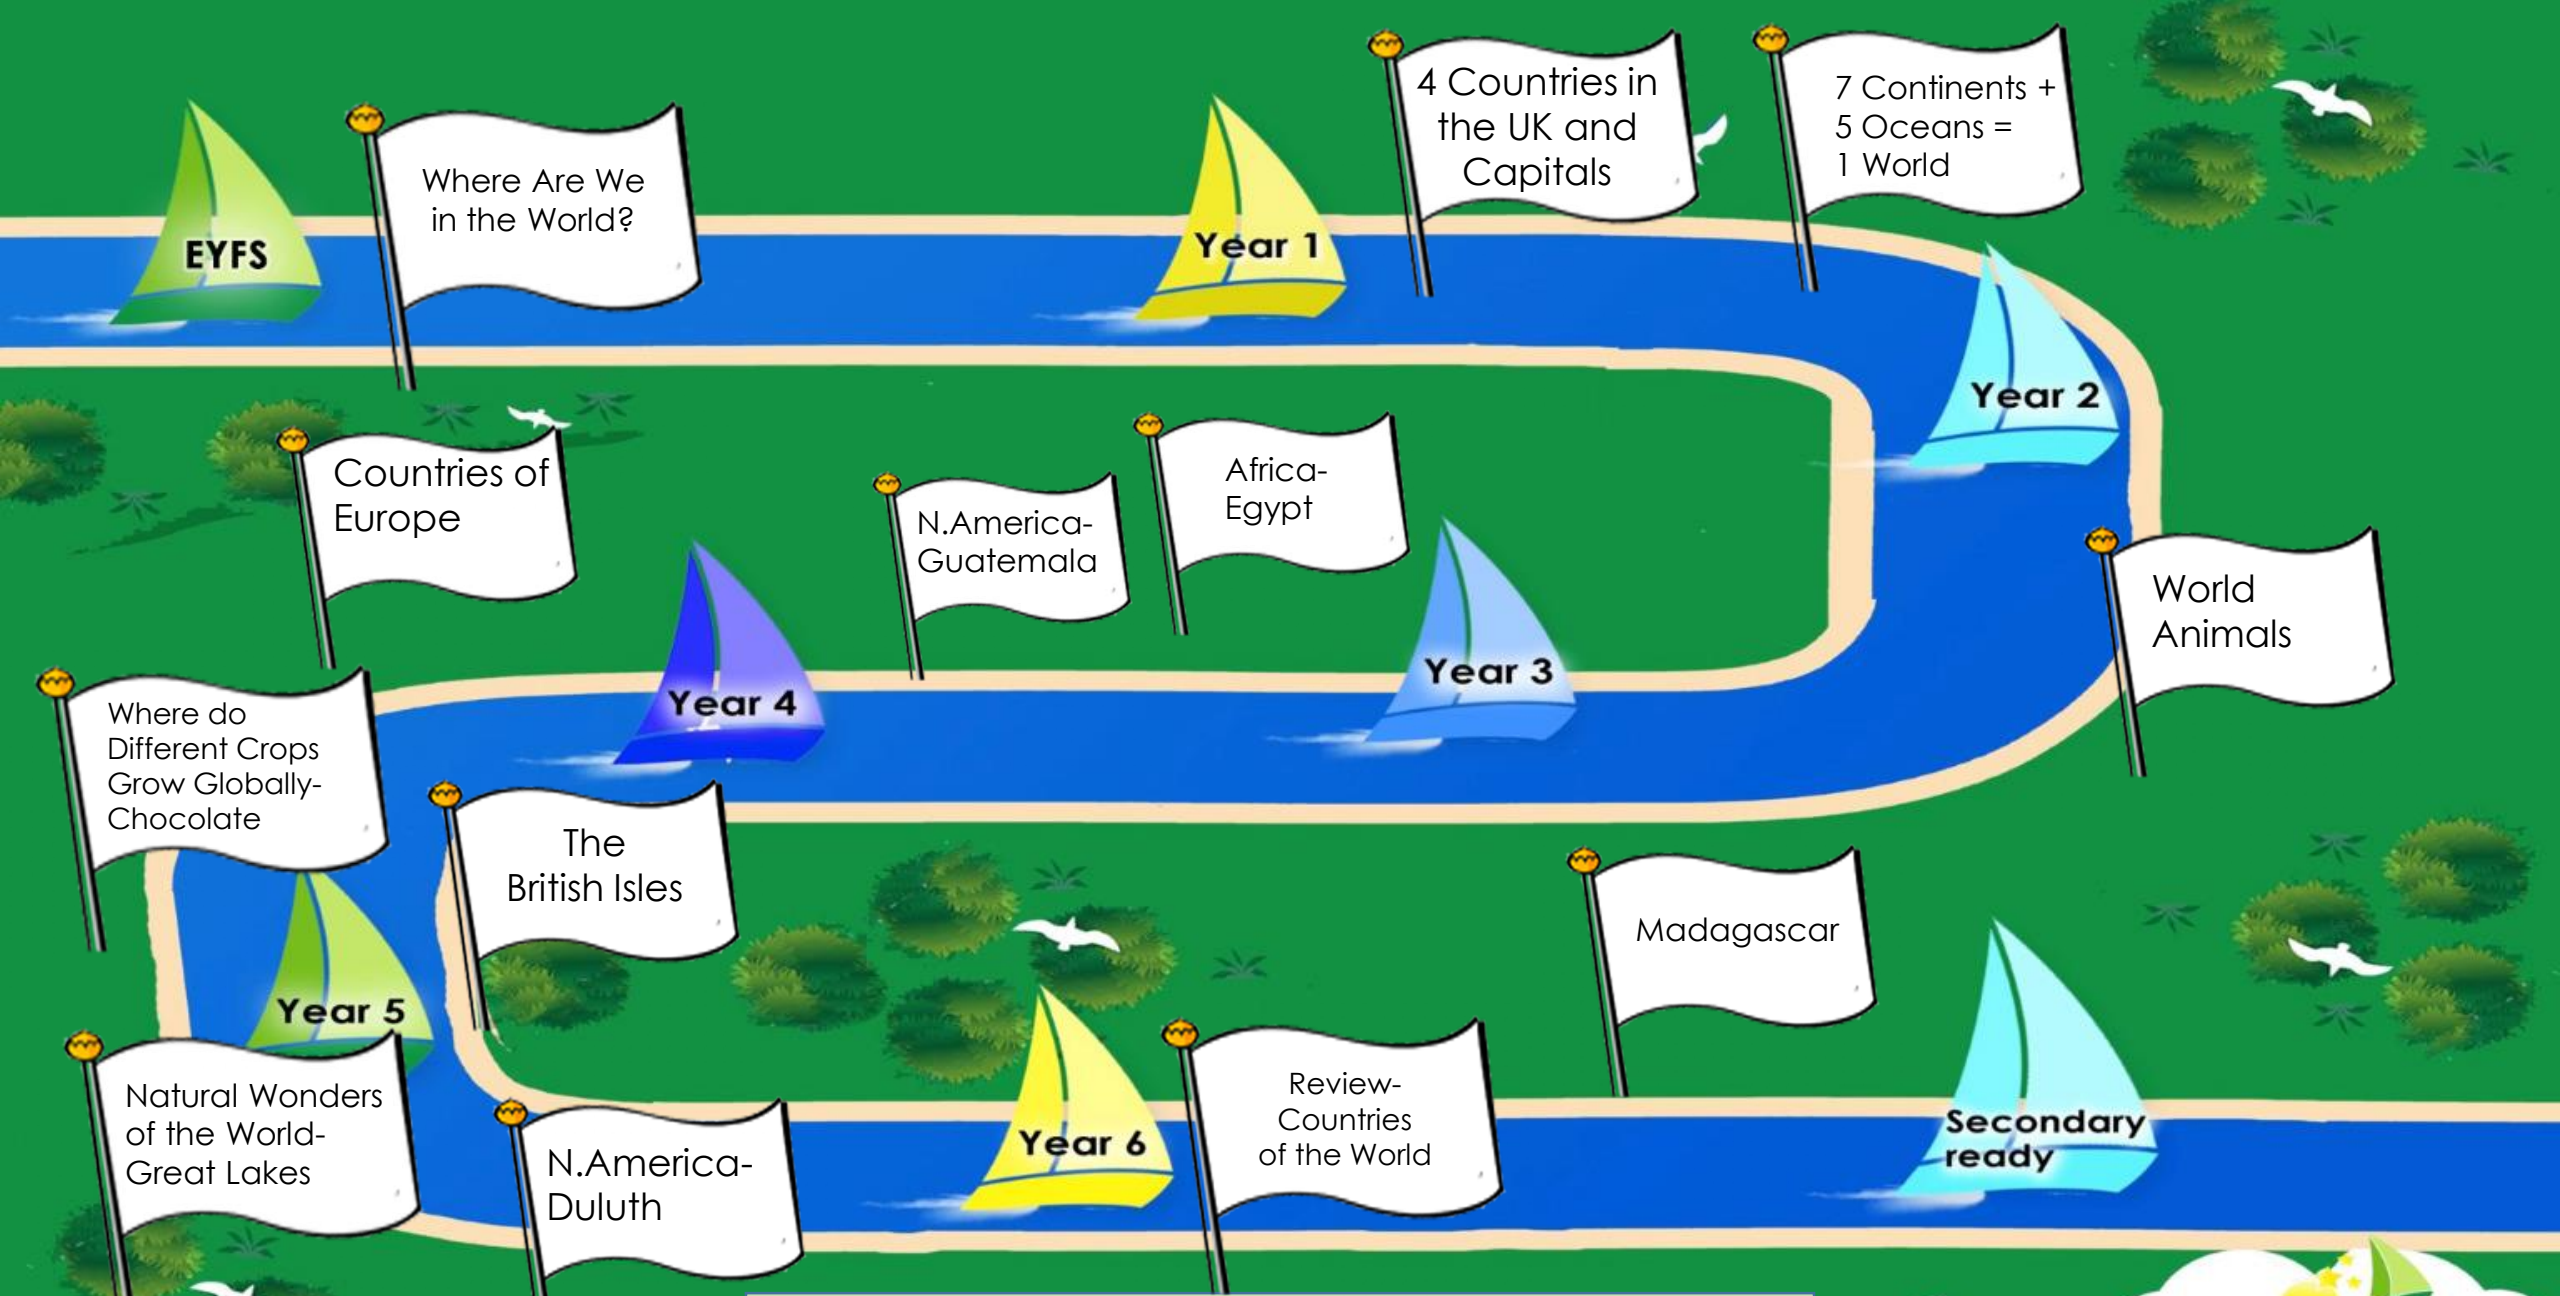 EYFS
Where Are We
in the World?
Year 1
4 Countries in
the UK and
Capitals
7 Continents +
5 Oceans =
1 World
Year 2
World
Animals
Year 3
Africa-
Egypt
N.America-
Guatemala
Year 4
Countries of
Europe
Where do
Different Crops
Grow Globally-
Chocolate
The
British Isles
Year 5
Natural Wonders
of the World-
Great Lakes
N.America-
Duluth
Year 6
Review-
Countries
of the World
Madagascar
Secondary
ready